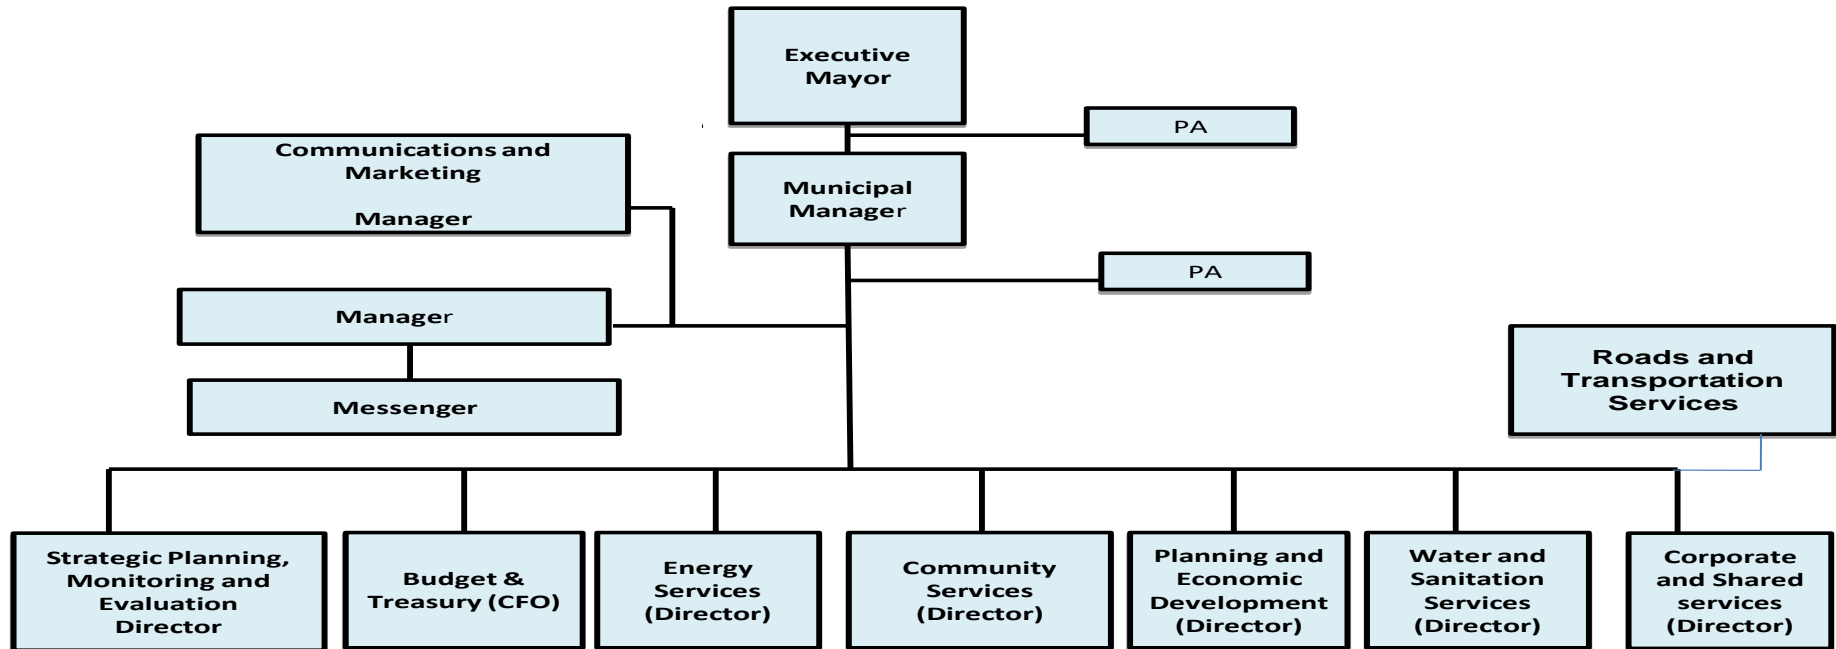 Executive
Mayor
PA
Communications and
Marketing
Manager
Municipal
Manager
PA
Manager
Messenger
Roads and
Transportation
Services
Strategic Planning,
Monitoring and
Evaluation
Director
Budget &
Treasury (CFO)
Energy
Services
(Director)
Community
Services
(Director)
Planning and
Economic
Development
(Director)
Water and
Sanitation
Services
(Director)
Corporate
and Shared
services
(Director)